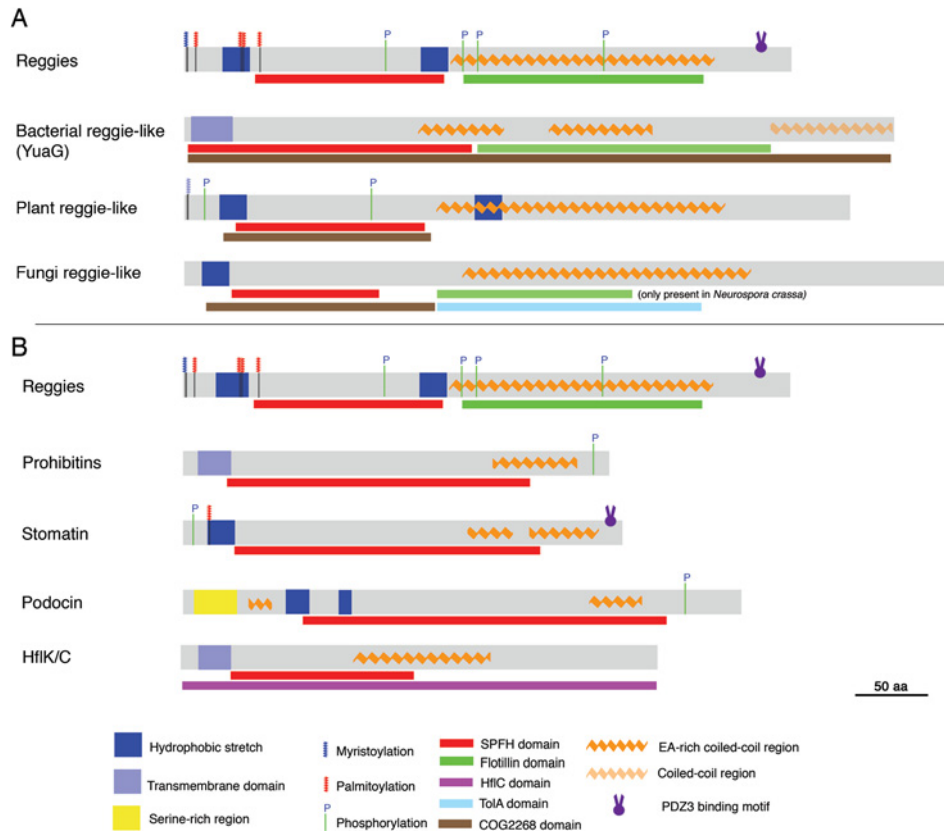 A
P
P
P
P
Reggies
Bacterial reggie-like
(YuaG)
P
P
Plant reggie-like
Fungi reggie-like
(only present in Neurospora crassa)
B
P
P
P
P
Reggies
P
Prohibitins
P
Stomatin
P
Podocin
HflK/C
50 aa
Hydrophobic stretch
Transmembrane domain
Serine-rich region
Myristoylation
Palmitoylation
P
Phosphorylation
SPFH domain
Flotillin domain
HflC domain
TolA domain
COG2268 domain
EA-rich coiled-coil region
Coiled-coil region
PDZ3 binding motif